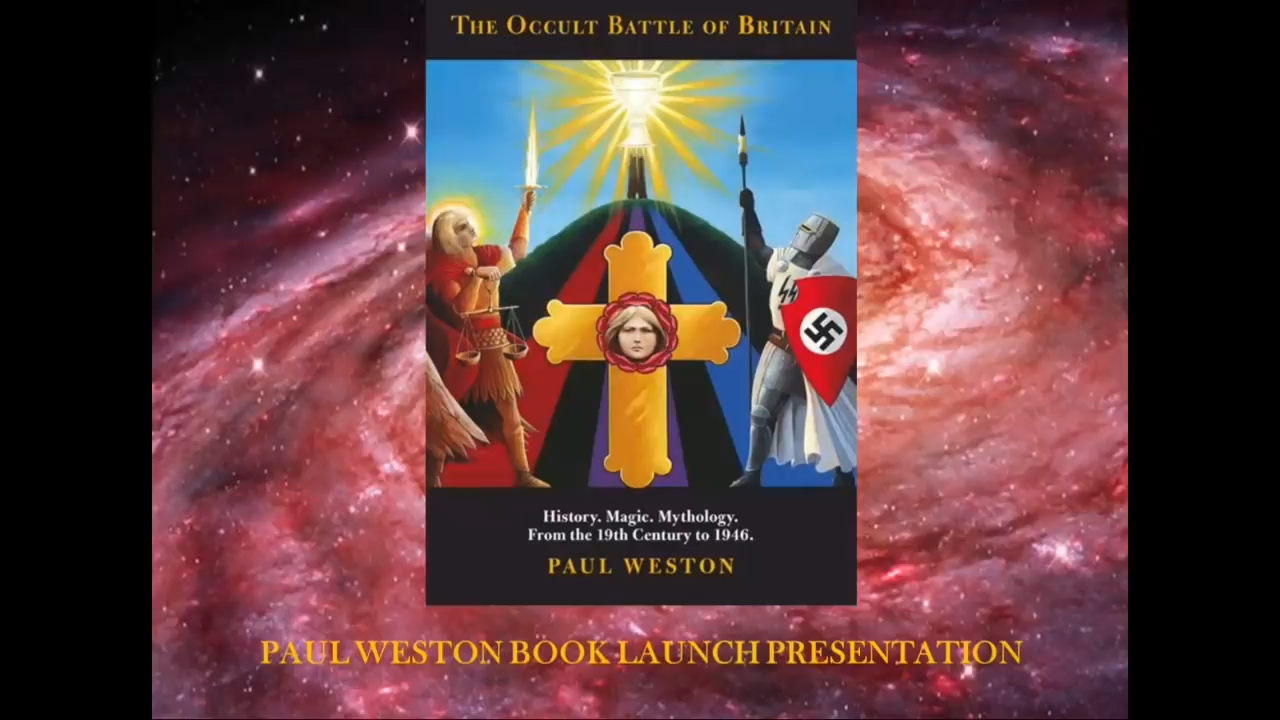 THE OCCULT BATTLE OF BRITAIN
History. Magic. Mythology.
From the 19th Century to 1946.
PAUL WESTON
PAUL WESTON BOOK LAUNCH PRESENTATION